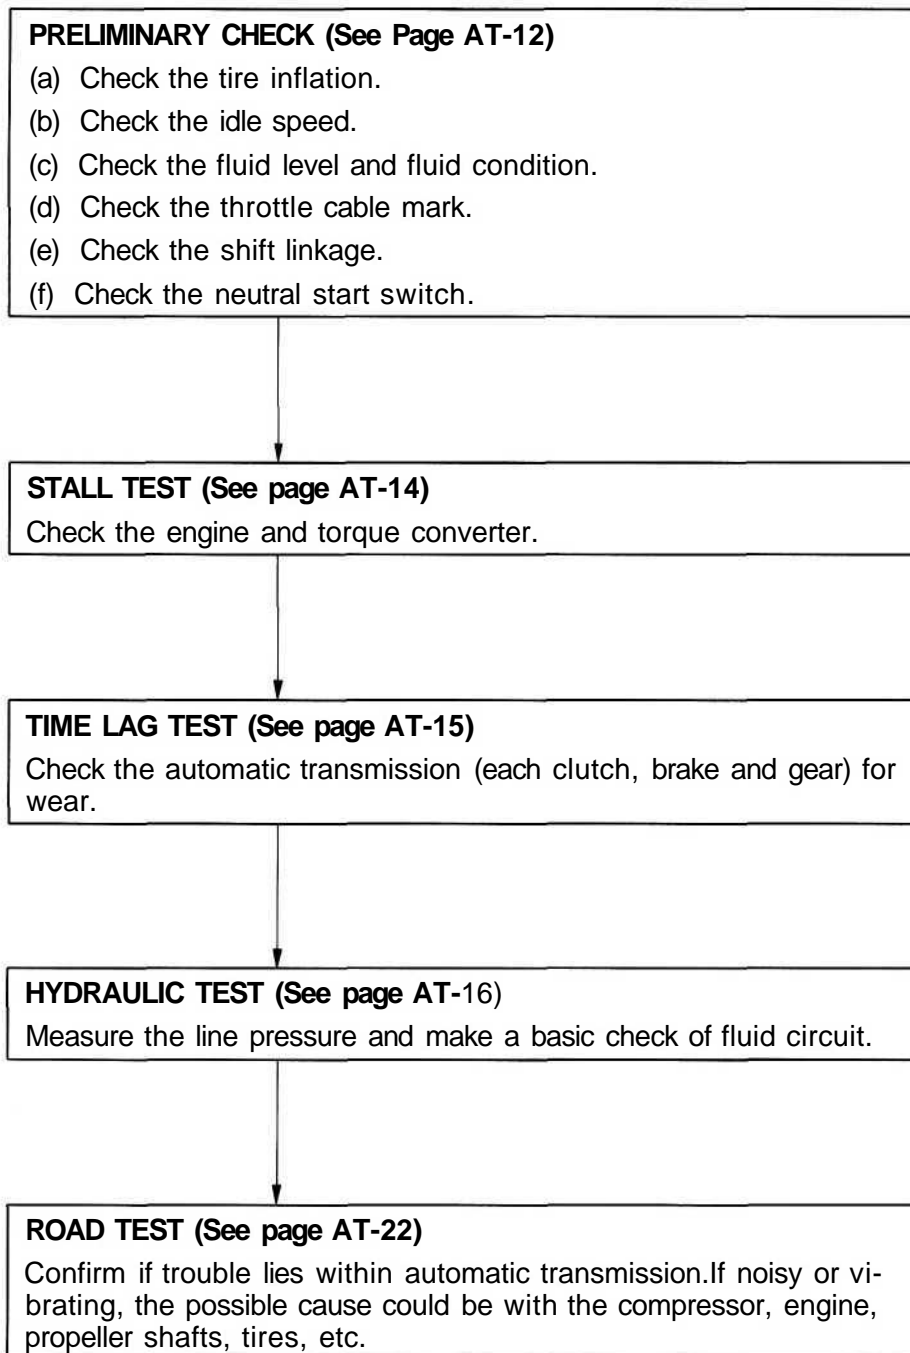 PRELIMINARY CHECK (See Page AT-12)
(a) Check the tire inflation.
(b) Check the idle speed.
(c) Check the fluid level and fluid condition.
(d) Check the throttle cable mark.
(e) Check the shift linkage.
(f) Check the neutral start switch.
STALL TEST (See page AT-14)
Check the engine and torque converter.
TIME LAG TEST (See page AT-15)
Check the automatic transmission (each clutch, brake and gear) for
wear.
HYDRAULIC TEST (See page AT-16)
Measure the line pressure and make a basic check of fluid circuit.
ROAD TEST (See page AT-22)
Confirm if trouble lies within automatic transmission.If noisy or vi-
brating, the possible cause could be with the compressor, engine,
propeller shafts, tires, etc.